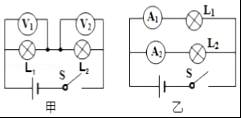 V₁ V₂
L₁ L₂
S
甲
A₁ L₁
A₂ L₂
S
乙